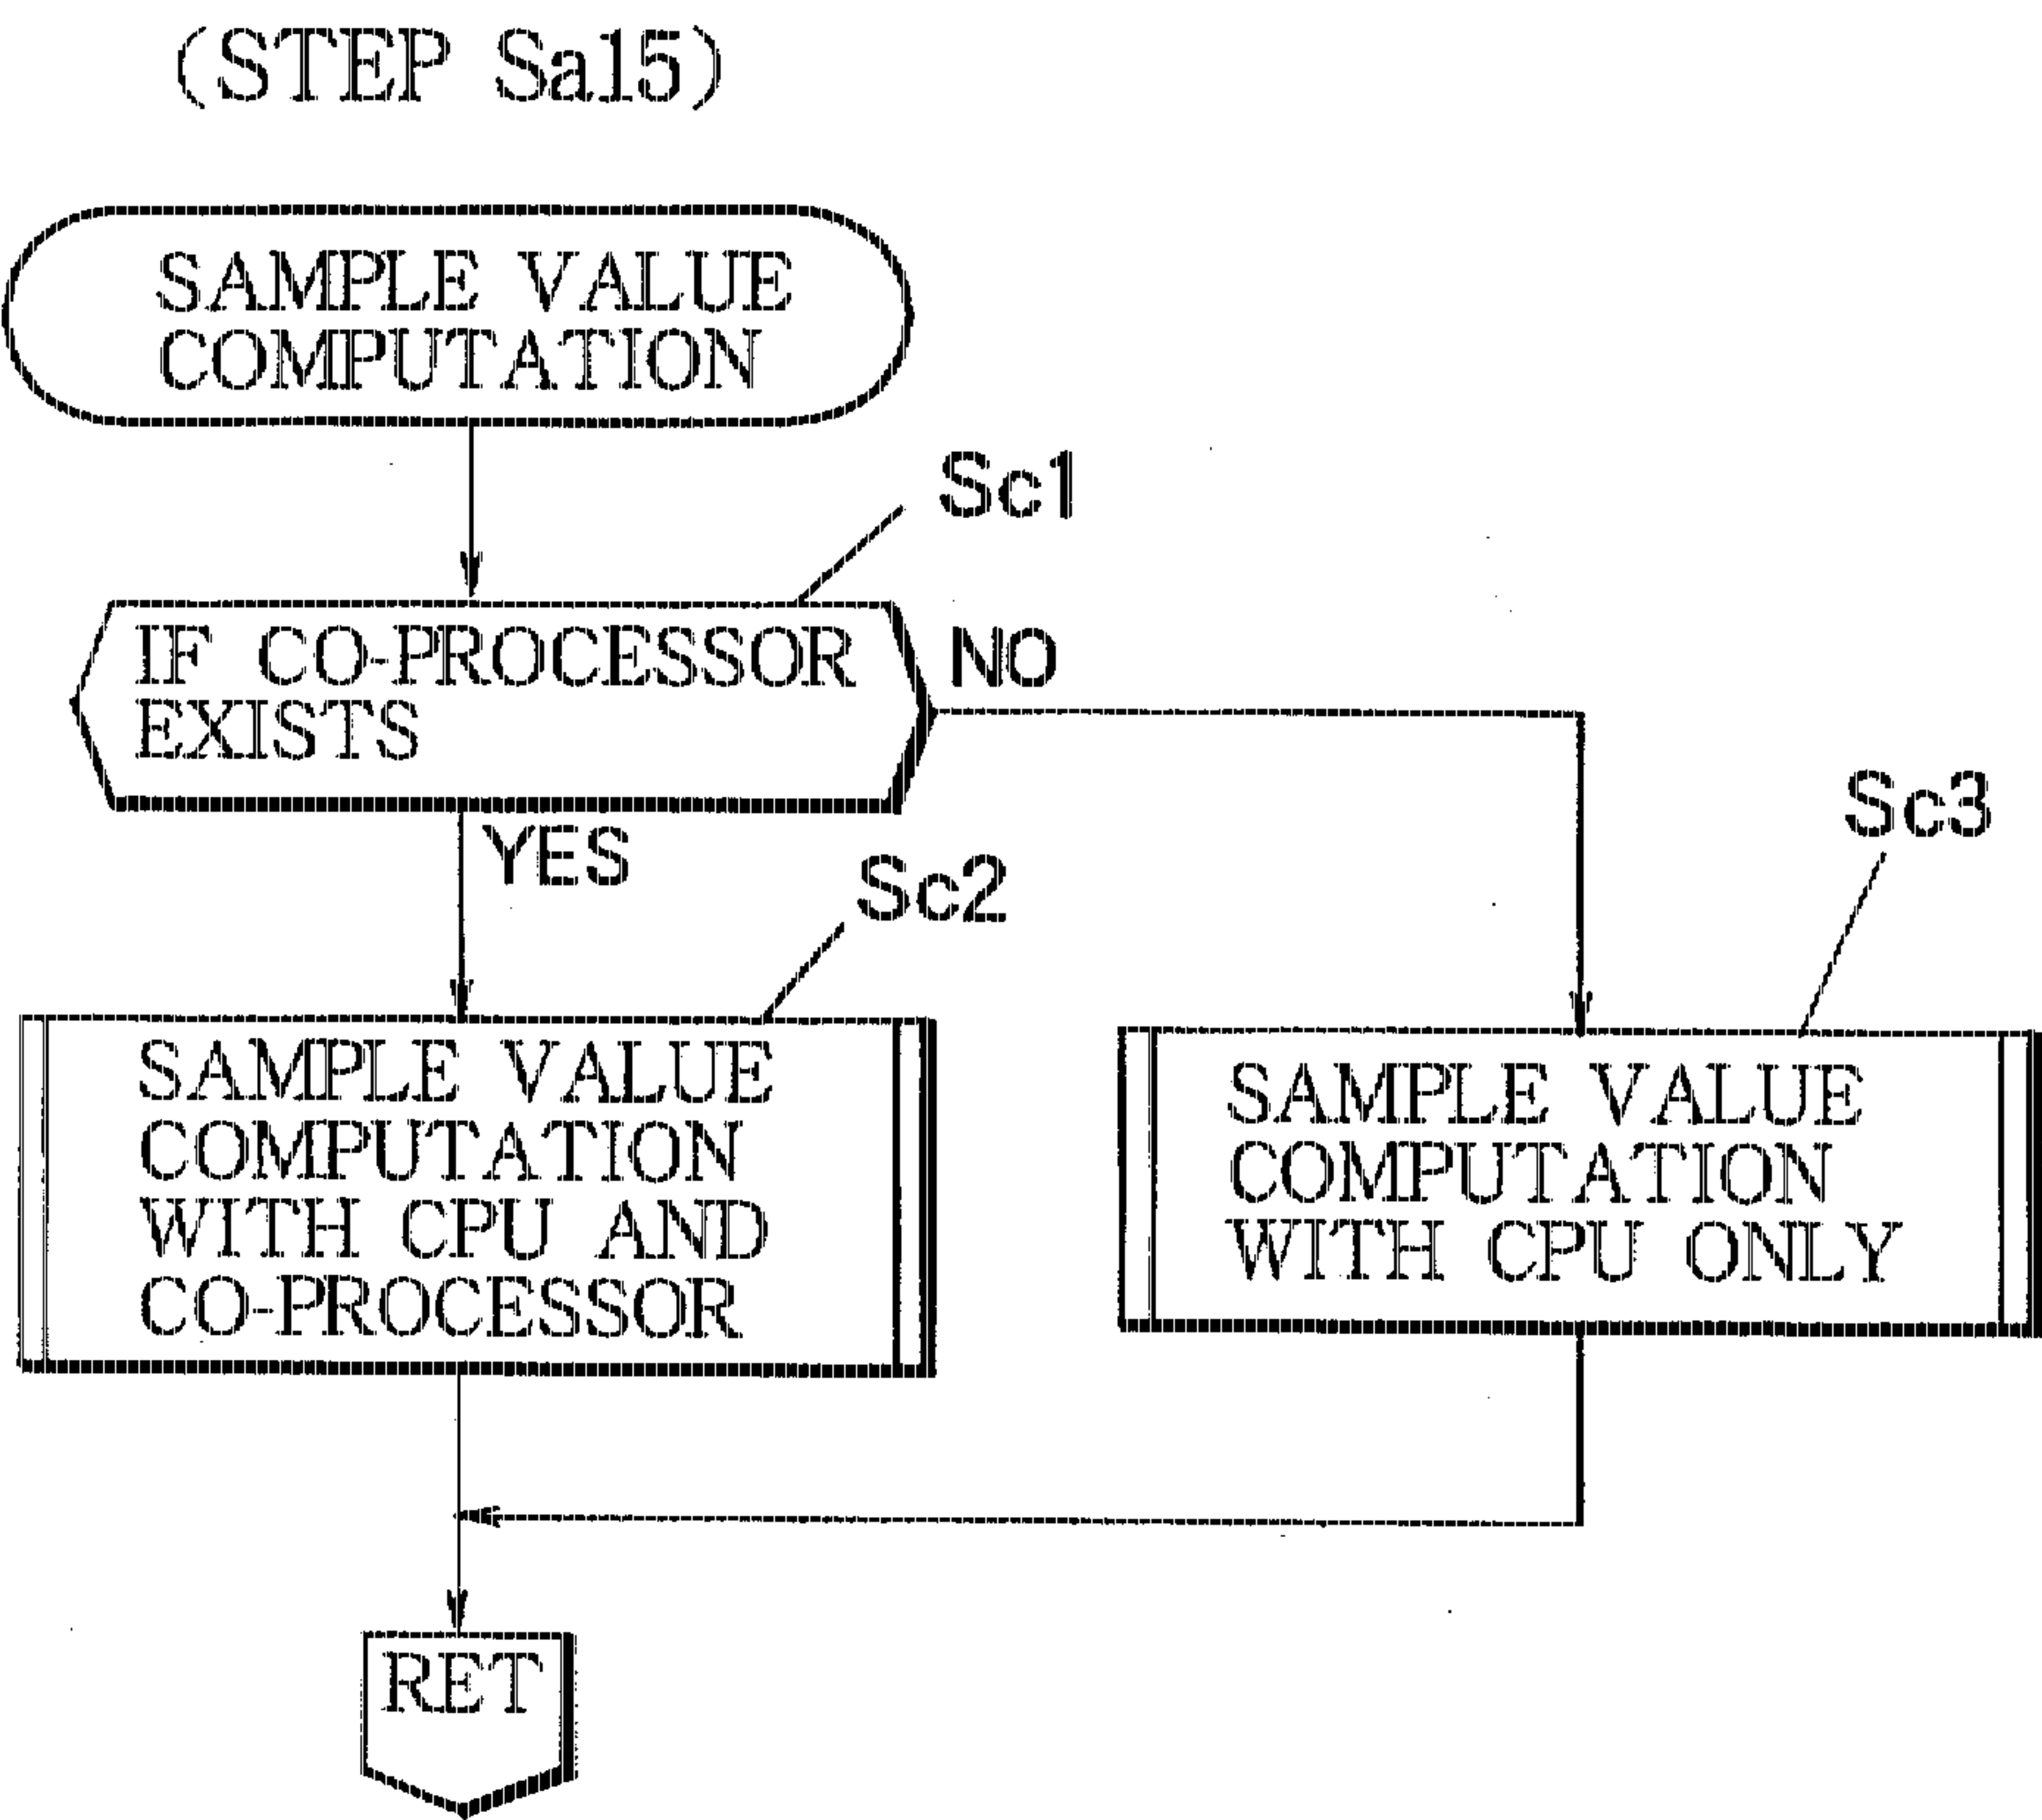 (STEP Sa15)
SAMPLE VALUE
COMPUTATION
Sc1
IF CO-PROCESSOR
EXISTS
NO
YES
Sc2
Sc3
SAMPLE VALUE
COMPUTATION
WITH CPU AND
CO-PROCESSOR
SAMPLE VALUE
COMPUTATION
WITH CPU ONLY
RET